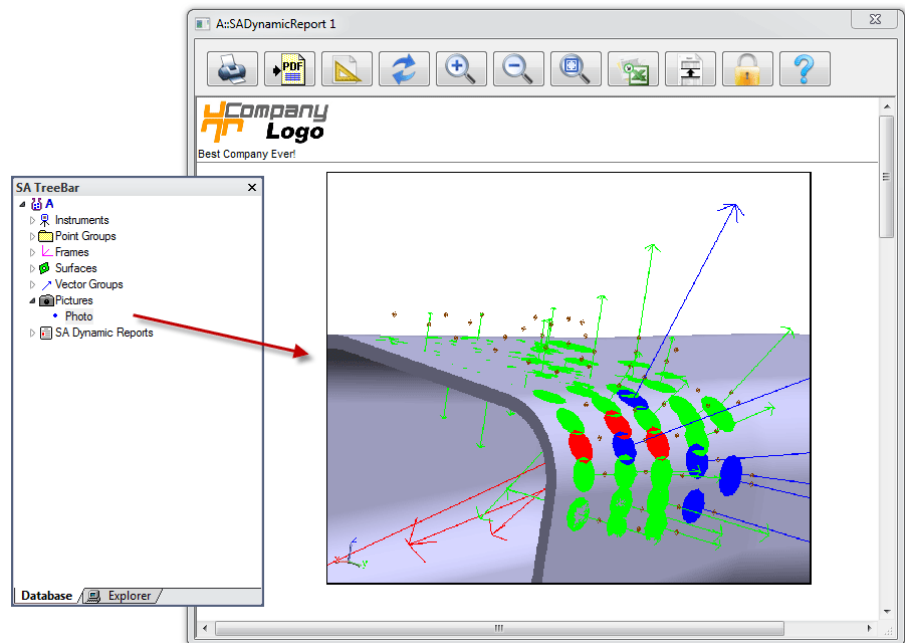 A::SADynamicReport 1
PDF
Company
Logo
Best Company Ever!
SA TreeBar
A
Instruments
Point Groups
Frames
Surfaces
Vector Groups
Pictures
Photo
SA Dynamic Reports
Database
Explorer
x
y